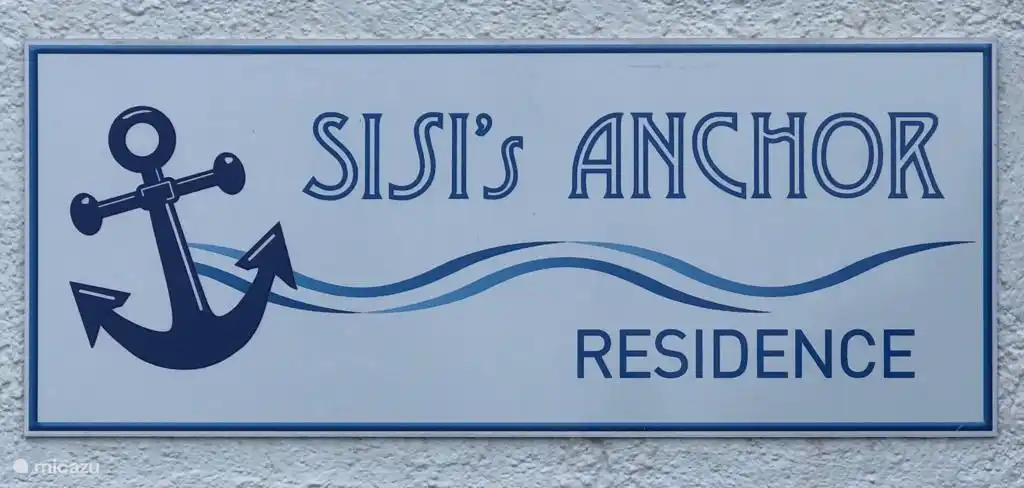 SISI's ANCHOR
RESIDENCE
micazu